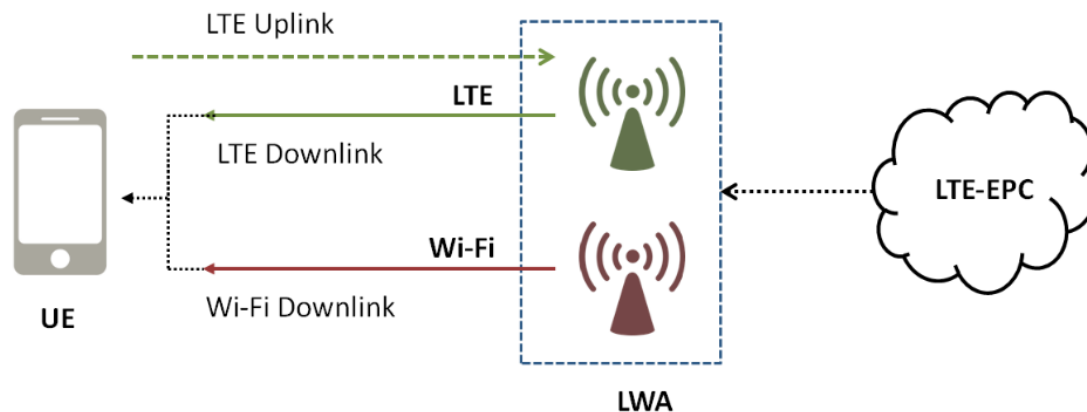 LTE Uplink
LTE
LTE Downlink
LTE-EPC
Wi-Fi
Wi-Fi Downlink
UE
LWA